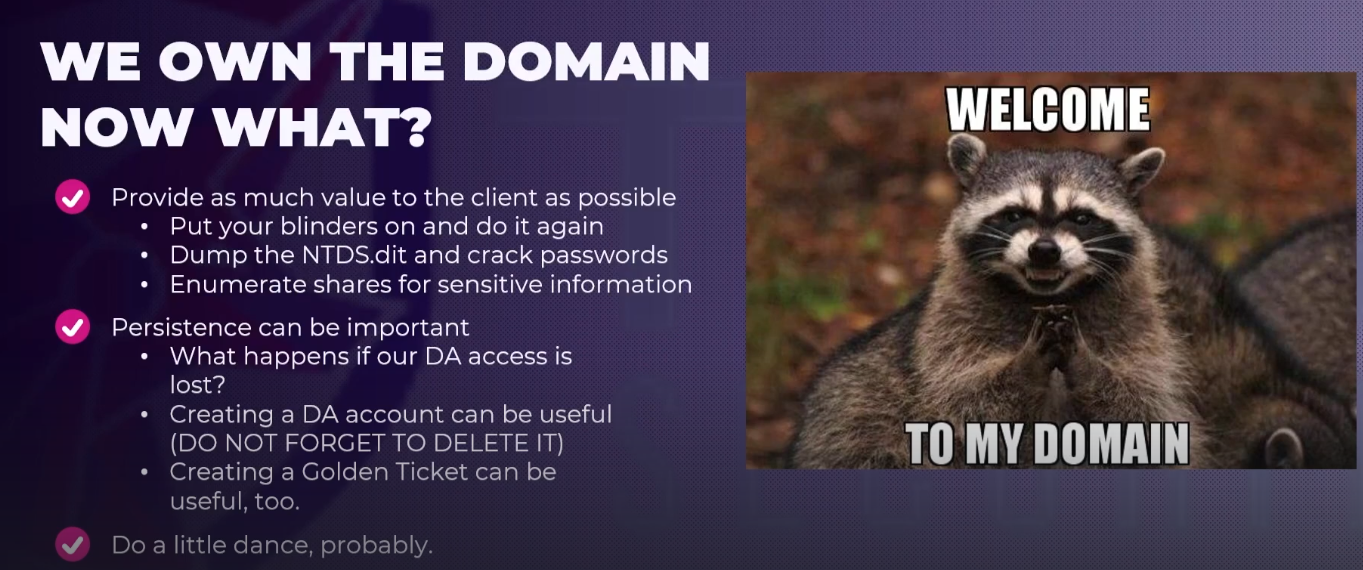 WE OWN THE DOMAIN
NOW WHAT?
Provide as much value to the client as possible
• Put your blinders on and do it again
• Dump the NTDS.dit and crack passwords
• Enumerate shares for sensitive information
Persistence can be important
• What happens if our DA access is
lost?
• Creating a DA account can be useful
(DO NOT FORGET TO DELETE IT)
• Creating a Golden Ticket can be
useful, too.
Do a little dance, probably.
WELCOME
TO MY DOMAIN